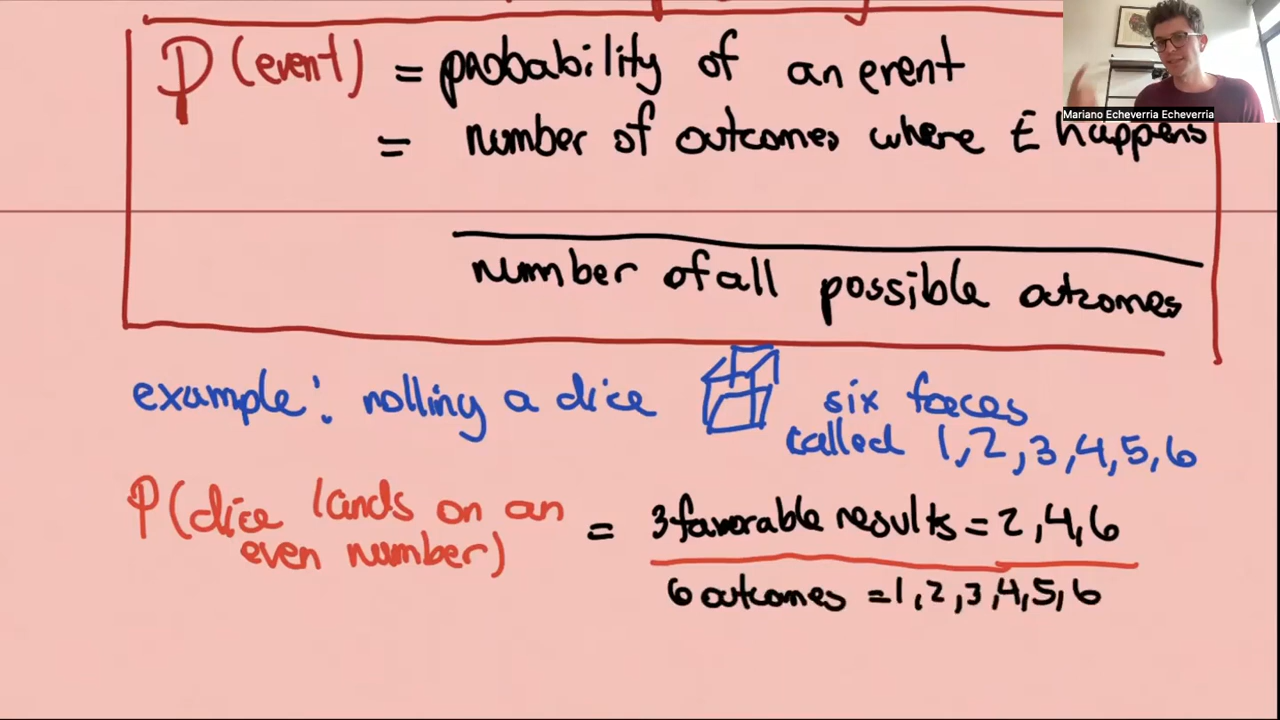 P (event) = probability of an event
= number of outcomes where E happens
number of all possible outcomes
example: rolling a dice six faces
called 1,2,3,4,5,6
P(dice lands on an
even number) = 3 favorable results = 2,4,6
6 outcomes = 1,2,3,4,5,6
Mariano Echeverria Echeverria